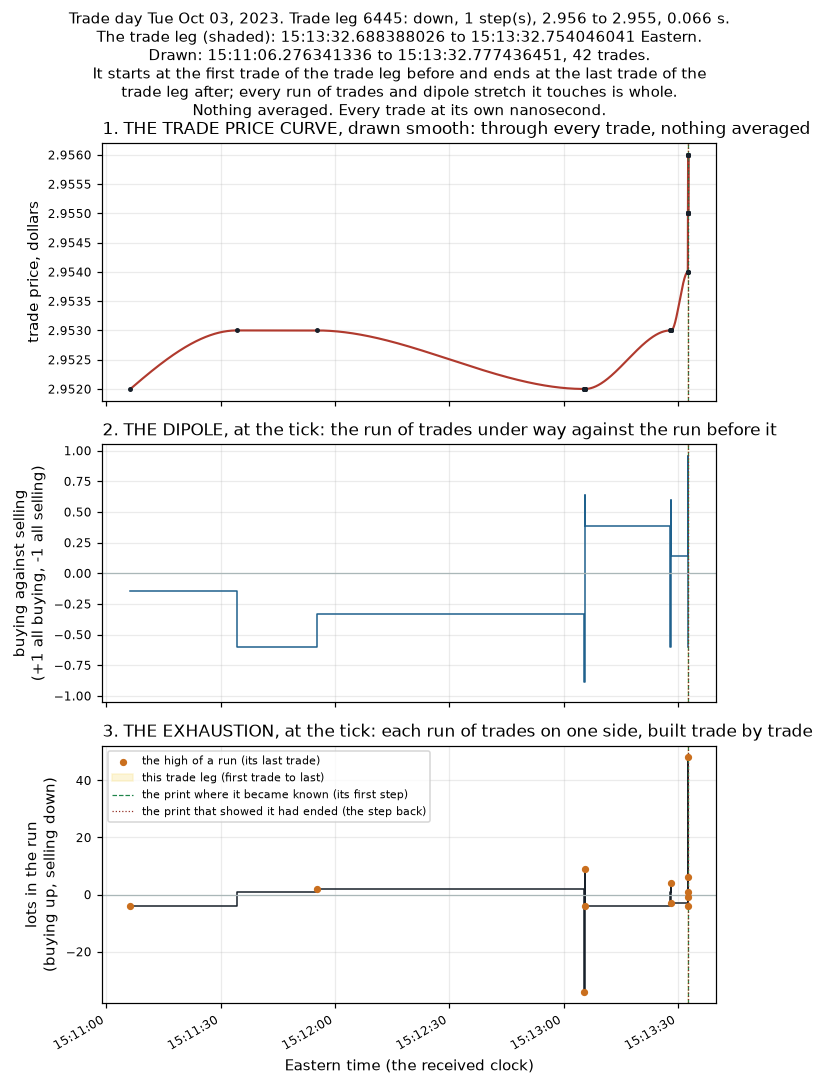 Trade day Tue Oct 03, 2023. Trade leg 6445: down, 1 step(s), 2.956 to 2.955, 0.066 s.
The trade leg (shaded): 15:13:32.688388026 to 15:13:32.754046041 Eastern.
Drawn: 15:11:06.276341336 to 15:13:32.777436451, 42 trades.
It starts at the first trade of the trade leg before and ends at the last trade of the
trade leg after; every run of trades and dipole stretch it touches is whole.
Nothing averaged. Every trade at its own nanosecond.
1. THE TRADE PRICE CURVE, drawn smooth: through every trade, nothing averaged
trade price, dollars
2.9560
2.9555
2.9550
2.9545
2.9540
2.9535
2.9530
2.9525
2.9520
2. THE DIPOLE, at the tick: the run of trades under way against the run before it
buying against selling
(+1 all buying, -1 all selling)
1.00
0.75
0.50
0.25
0.00
−0.25
−0.50
−0.75
−1.00
3. THE EXHAUSTION, at the tick: each run of trades on one side, built trade by trade
lots in the run
(buying up, selling down)
40
20
0
−20
the high of a run (its last trade)
this trade leg (first trade to last)
the print where it became known (its first step)
the print that showed it had ended (the step back)
15:11:00
15:11:30
15:12:00
15:12:30
15:13:00
15:13:30
Eastern time (the received clock)